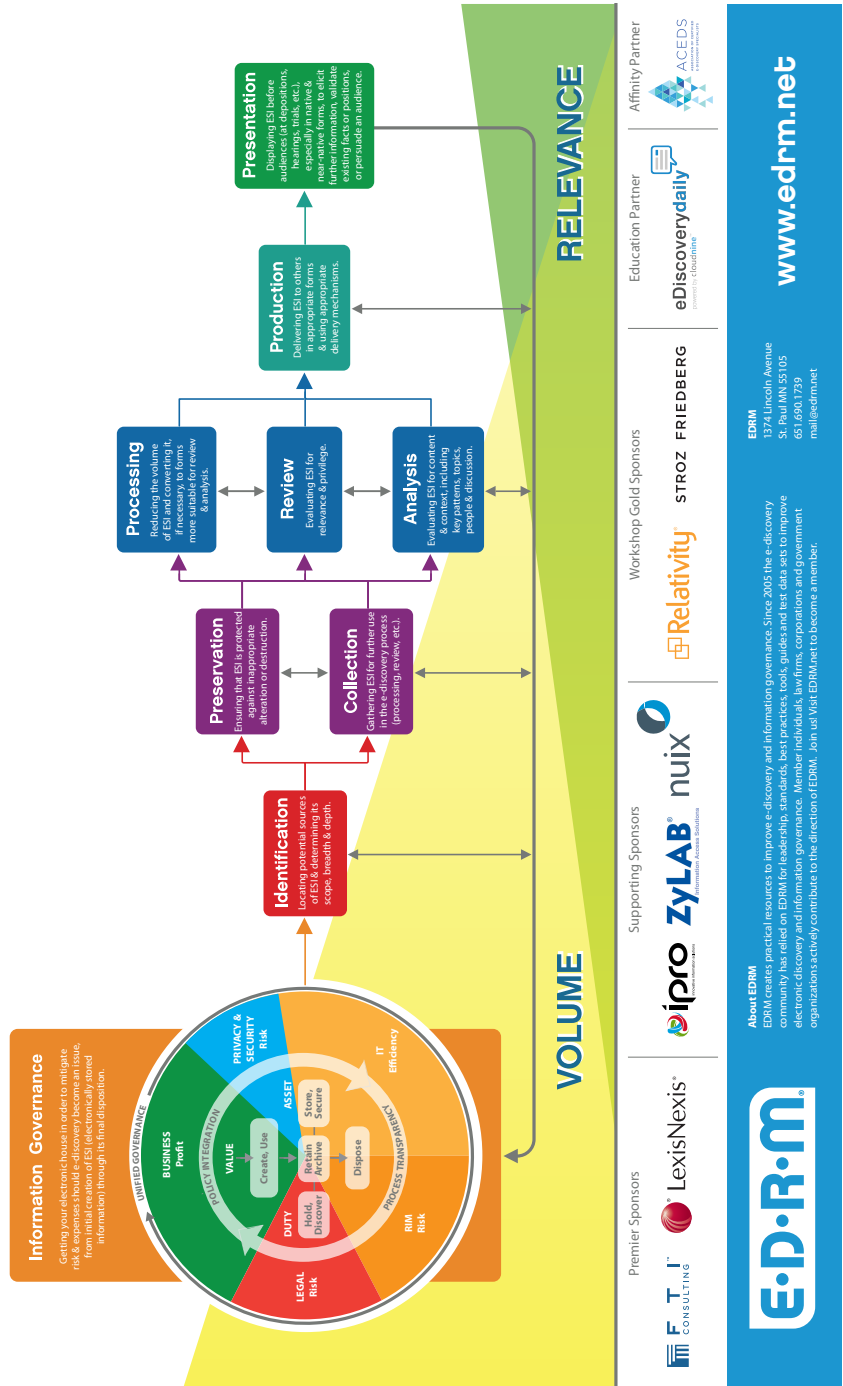 Information Governance
Getting your electronic house in order to mitigate
risk & expenses should e-discovery become an issue,
from initial creation of ESI (electronically stored
information) through its final disposition.
UNIFIED GOVERNANCE
BUSINESS
Profit
PRIVACY &
SECURITY
Risk
IT
Efficiency
RIM
Risk
LEGAL
Risk
POLICY INTEGRATION
PROCESS TRANSPARENCY
VALUE
Create, Use
DUTY
ASSET
Hold,
Discover
Retain
Archive
Store,
Secure
Dispose
Identification
Locating potential sources
of ESI & determining its
scope, breadth & depth.
Preservation
Ensuring that ESI is protected
against inappropriate
alteration or destruction.
Collection
Gathering ESI for further use
in the e-discovery process
(processing, review, etc.).
Processing
Reducing the volume
of ESI and converting it,
if necessary, to forms
more suitable for review
& analysis.
Review
Evaluating ESI for
relevance & privilege.
Analysis
Evaluating ESI for content
& context, including
key patterns, topics,
people & discussion.
Production
Delivering ESI to others
in appropriate forms
& using appropriate
delivery mechanisms.
Presentation
Displaying ESI before
audiences (at depositions,
hearings, trials, etc.),
especially in native &
near-native forms, to elicit
further information, validate
existing facts or positions,
or persuade an audience.
VOLUME
RELEVANCE
Premier Sponsors
F T I™
CONSULTING
LexisNexis®
Supporting Sponsors
ipro
ZyLAB®
Information Access Solutions
nuix
Workshop Gold Sponsors
Relativity®
STROZ FRIEDBERG
Education Partner
eDiscoverydaily
powered by cloudnine™
Affinity Partner
ACEDS
E·D·R·M®
About EDRM
EDRM creates practical resources to improve e-discovery and information governance. Since 2005 the e-discovery
community has relied on EDRM for leadership, standards, best practices, tools, guides and test data sets to improve
electronic discovery and information governance. Member individuals, law firms, corporations and government
organizations actively contribute to the direction of EDRM. Join us! Visit EDRM.net to become a member.
EDRM
1374 Lincoln Avenue
St. Paul MN 55105
651.690.1739
mail@edrm.net
www.edrm.net